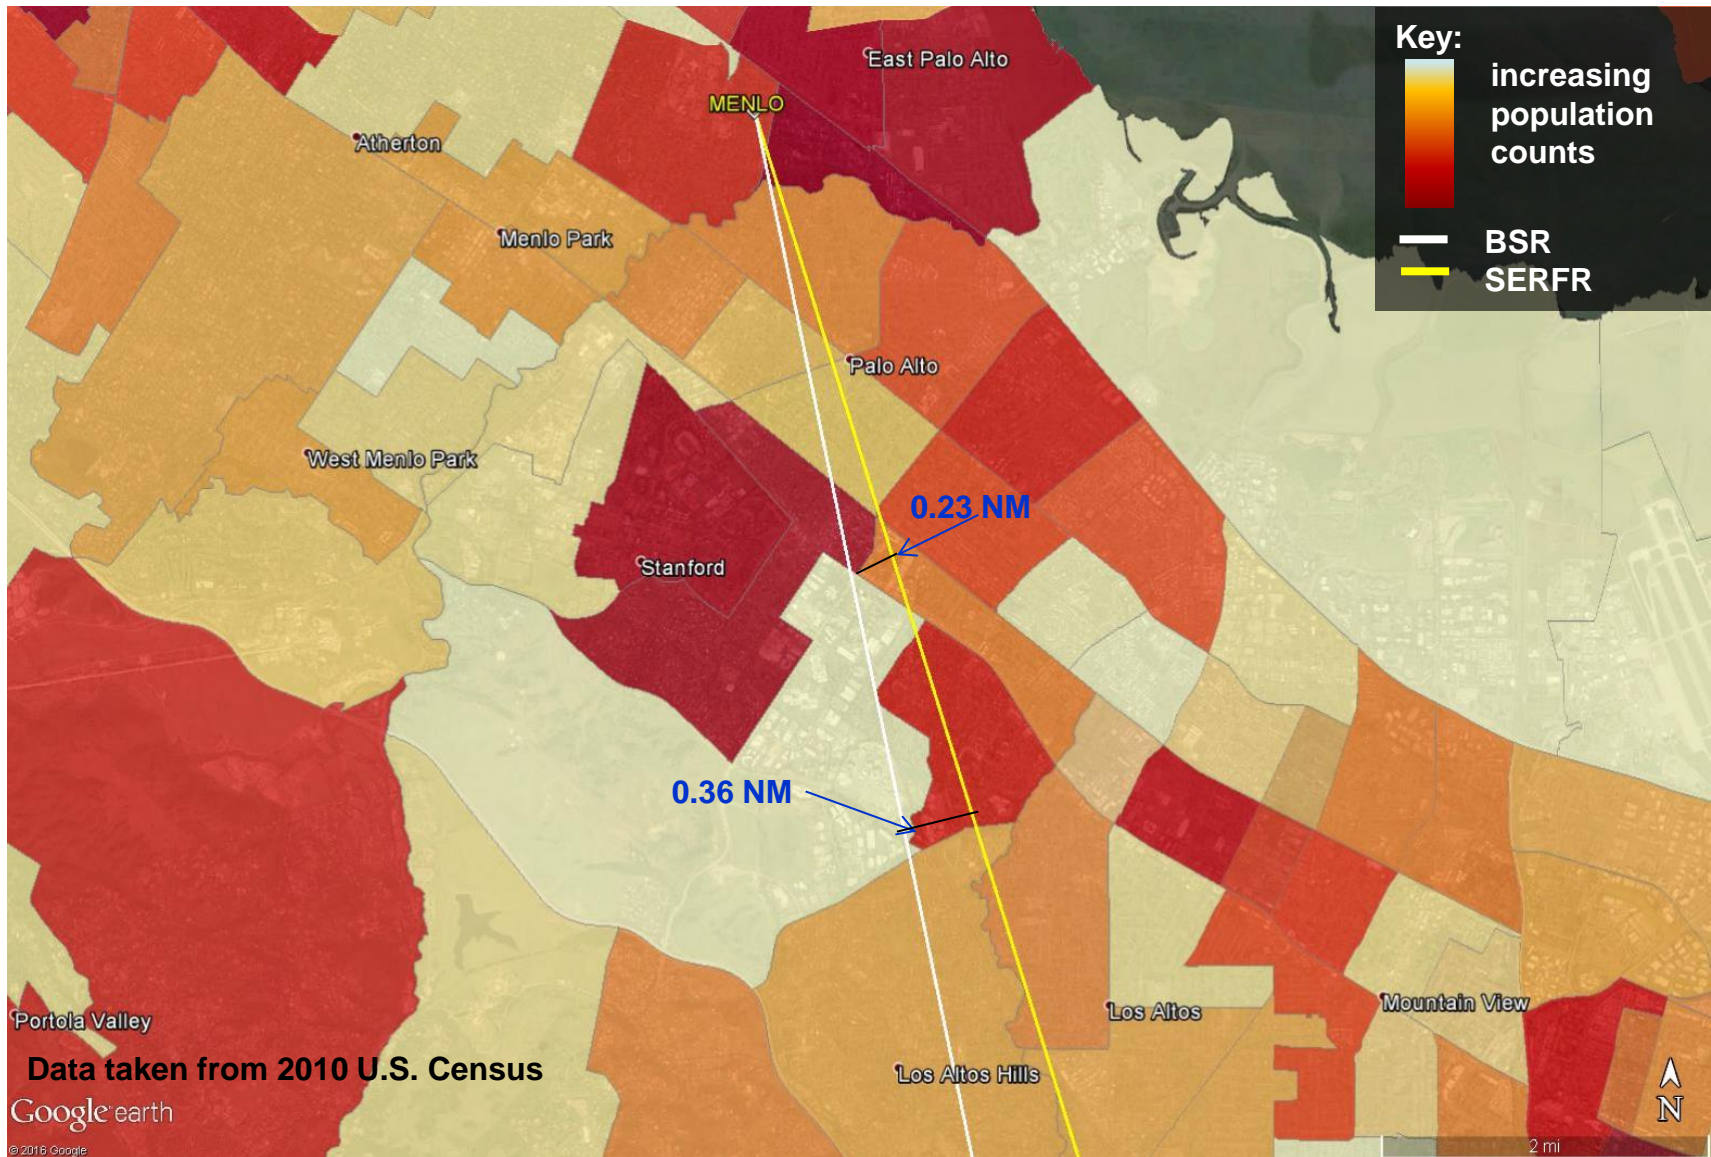 Key:
increasing
population
counts
BSR
SERFR
East Palo Alto
MENLO
Atherton
Menlo Park
Palo Alto
West Menlo Park
0.23 NM
Stanford
0.36 NM
Portola Valley
Los Altos
Mountain View
Los Altos Hills
Data taken from 2010 U.S. Census
Google earth
N
© 2016 Google
2 mi